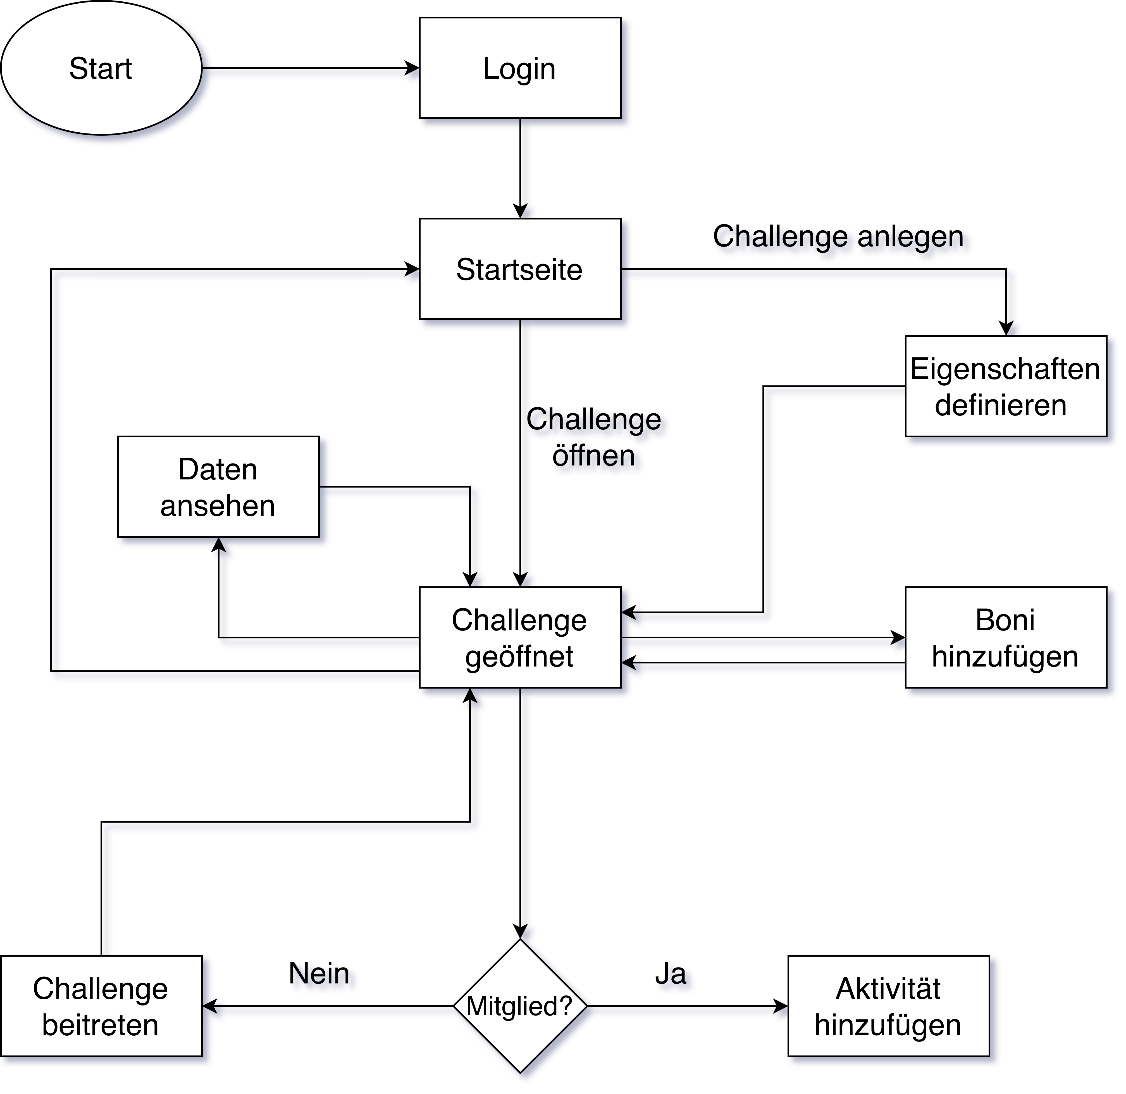 Start
Login
Challenge anlegen
Startseite
Eigenschaften
definieren
Challenge
öffnen
Daten
ansehen
Challenge
geöffnet
Boni
hinzufügen
Nein
Ja
Challenge
beitreten
Mitglied?
Aktivität
hinzufügen